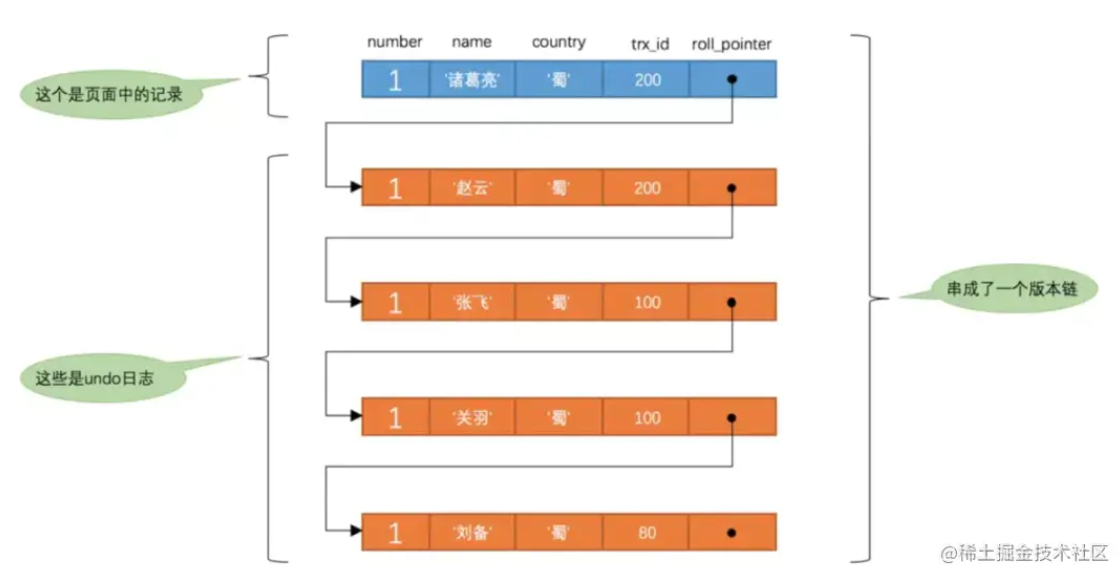 number name country trx_id roll_pointer
1 '诸葛亮' '蜀' 200
这个是页面中的记录
1 '赵云' '蜀' 200
1 '张飞' '蜀' 100
串成了一个版本链
这些是undo日志
1 '关羽' '蜀' 100
1 '刘备' '蜀' 80
@稀土掘金技术社区